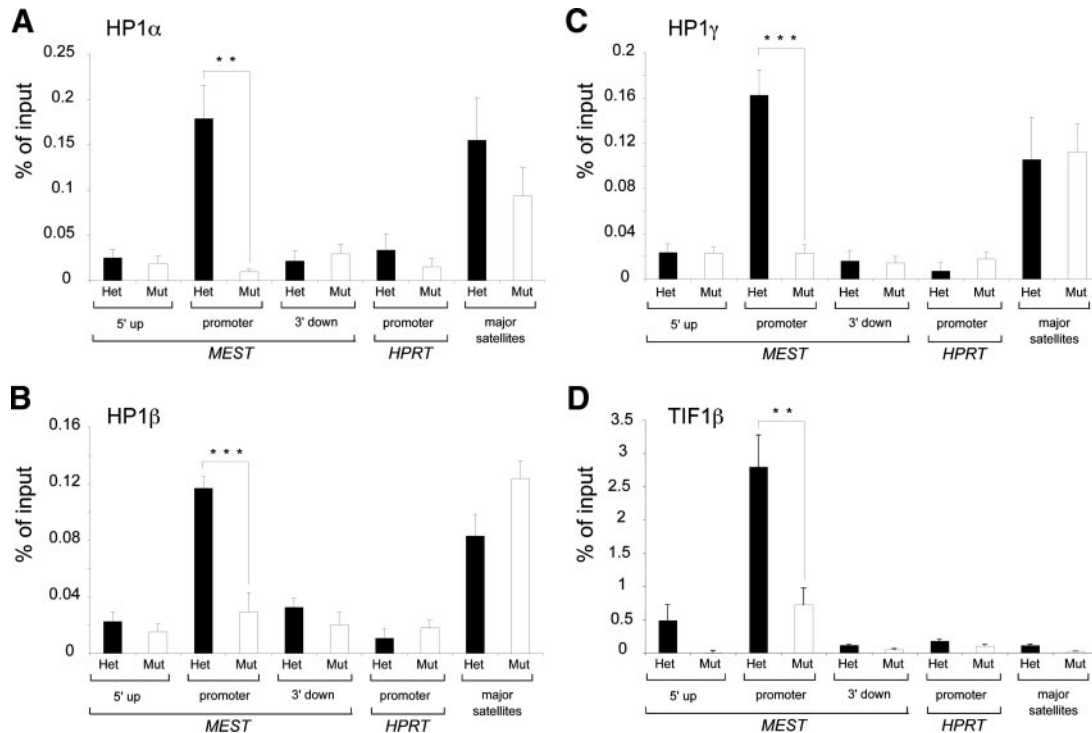 A
HP1α
% of input
0.25
0.2
0.15
0.1
0.05
0
* *
Het Mut Het Mut Het Mut Het Mut Het Mut
5' up promoter 3' down promoter major satellites
MEST HPRT
C
HP1γ
% of input
0.2
0.16
0.12
0.08
0.04
0
* * *
Het Mut Het Mut Het Mut Het Mut Het Mut
5' up promoter 3' down promoter major satellites
MEST HPRT
B
HP1β
% of input
0.16
0.12
0.08
0.04
0
* * *
Het Mut Het Mut Het Mut Het Mut Het Mut
5' up promoter 3' down promoter major satellites
MEST HPRT
D
TIF1β
% of input
3.5
3
2.5
2
1.5
1
0.5
0
* *
Het Mut Het Mut Het Mut Het Mut Het Mut
5' up promoter 3' down promoter major satellites
MEST HPRT